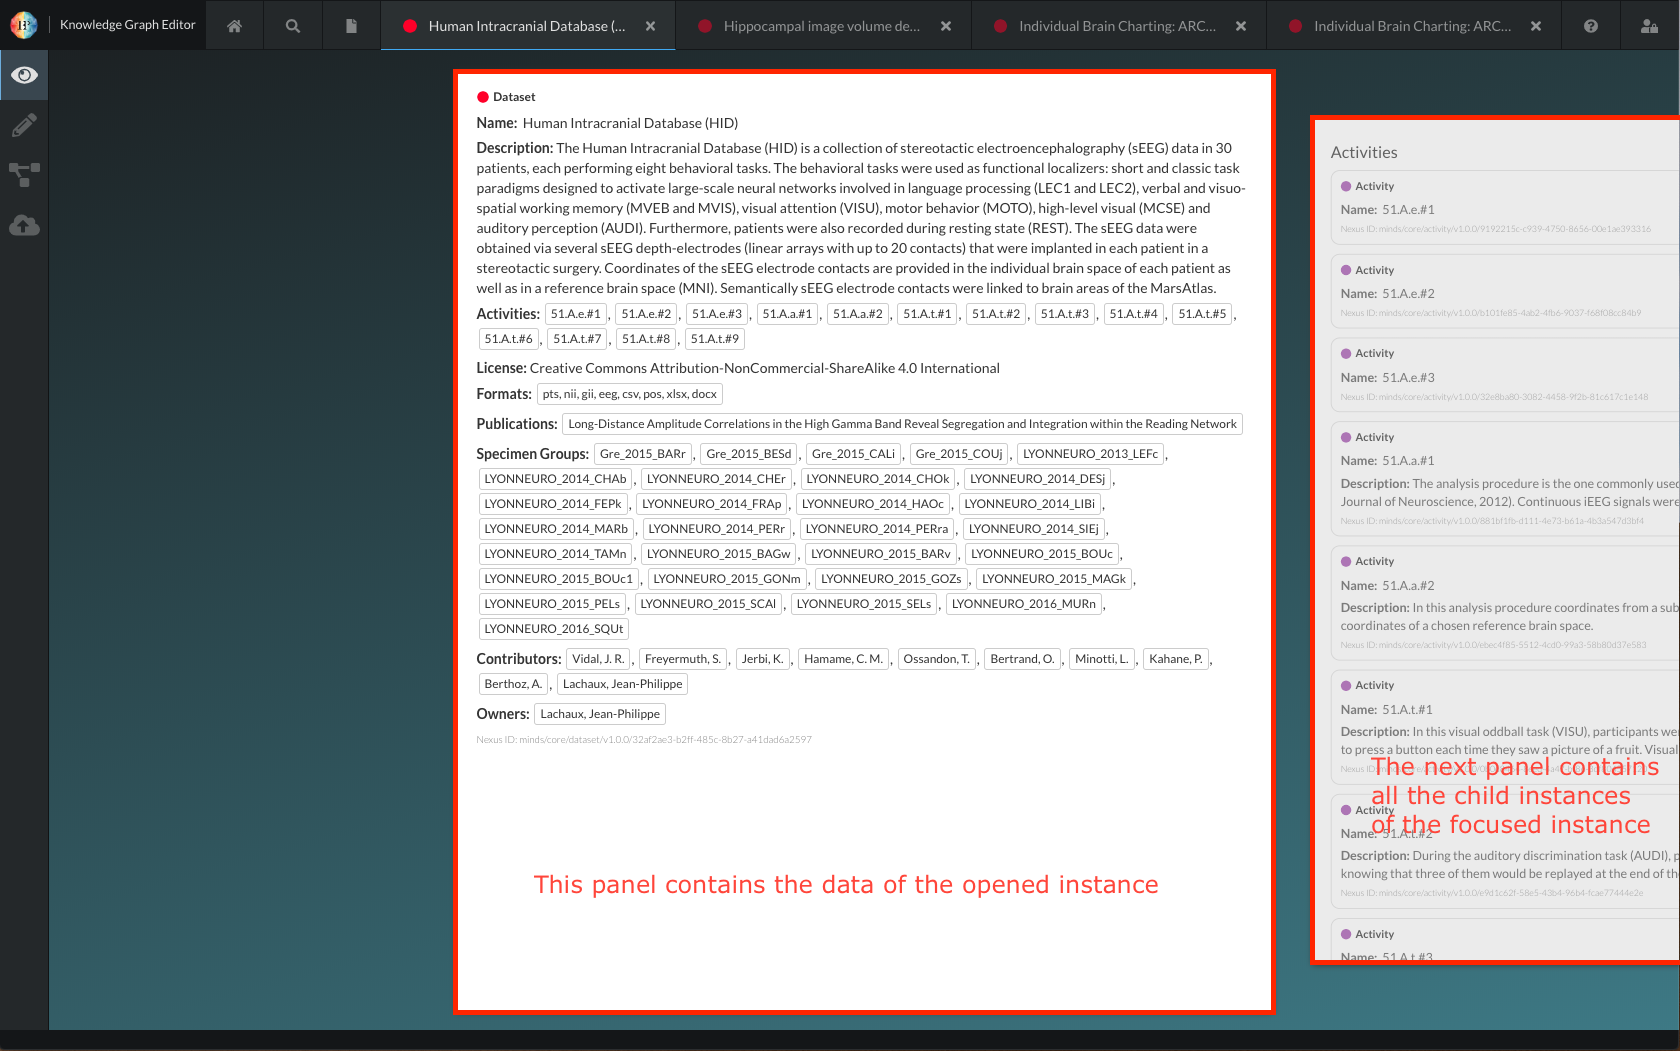 Knowledge Graph Editor
Human Intracranial Database (...
Hippocampal image volume de...
Individual Brain Charting: ARC...
Individual Brain Charting: ARC...
Dataset
Name: Human Intracranial Database (HID)
Description: The Human Intracranial Database (HID) is a collection of stereotactic electroencephalography (sEEG) data in 30
patients, each performing eight behavioral tasks. The behavioral tasks were used as functional localizers: short and classic task
paradigms designed to activate large-scale neural networks involved in language processing (LEC1 and LEC2), verbal and visuo-
spatial working memory (MVEB and MVIS), visual attention (VISU), motor behavior (MOTO), high-level visual (MCSE) and
auditory perception (AUDI). Furthermore, patients were also recorded during resting state (REST). The sEEG data were
obtained via several sEEG depth-electrodes (linear arrays with up to 20 contacts) that were implanted in each patient in a
stereotactic surgery. Coordinates of the sEEG electrode contacts are provided in the individual brain space of each patient as
well as in a reference brain space (MNI). Semantically sEEG electrode contacts were linked to brain areas of the MarsAtlas.
Activities: 51.A.e.#1 , 51.A.e.#2 , 51.A.e.#3 , 51.A.a.#1 , 51.A.a.#2 , 51.A.t.#1 , 51.A.t.#2 , 51.A.t.#3 , 51.A.t.#4 , 51.A.t.#5 ,
51.A.t.#6 , 51.A.t.#7 , 51.A.t.#8 , 51.A.t.#9
License: Creative Commons Attribution-NonCommercial-ShareAlike 4.0 International
Formats: pts, nii, gii, eeg, csv, pos, xlsx, docx
Publications: Long-Distance Amplitude Correlations in the High Gamma Band Reveal Segregation and Integration within the Reading Network
Specimen Groups: Gre_2015_BARr , Gre_2015_BESd , Gre_2015_CALi , Gre_2015_COUj , LYONNEURO_2013_LEFc ,
LYONNEURO_2014_CHAb , LYONNEURO_2014_CHEr , LYONNEURO_2014_CHOk , LYONNEURO_2014_DESj ,
LYONNEURO_2014_FEPk , LYONNEURO_2014_FRAp , LYONNEURO_2014_HAOc , LYONNEURO_2014_LIBi ,
LYONNEURO_2014_MARb , LYONNEURO_2014_PERr , LYONNEURO_2014_PERra , LYONNEURO_2014_SIEj ,
LYONNEURO_2014_TAMn , LYONNEURO_2015_BAGw , LYONNEURO_2015_BARv , LYONNEURO_2015_BOUc ,
LYONNEURO_2015_BOUc1 , LYONNEURO_2015_GONm , LYONNEURO_2015_GOZs , LYONNEURO_2015_MAGk ,
LYONNEURO_2015_PELs , LYONNEURO_2015_SCAl , LYONNEURO_2015_SELs , LYONNEURO_2016_MURn ,
LYONNEURO_2016_SQUt
Contributors: Vidal, J. R. , Freyermuth, S. , Jerbi, K. , Hamame, C. M. , Ossandon, T. , Bertrand, O. , Minotti, L. , Kahane, P. ,
Berthoz, A. , Lachaux, Jean-Philippe
Owners: Lachaux, Jean-Philippe
Nexus ID: minds/core/dataset/v1.0.0/32af2ae3-b2ff-485c-8b27-a41dad6a2597
This panel contains the data of the opened instance
Activities
Activity
Name: 51.A.e.#1
Nexus ID: minds/core/activity/v1.0.0/9192215c-c939-4750-8656-00e1ae393316
Activity
Name: 51.A.e.#2
Nexus ID: minds/core/activity/v1.0.0/b101fe85-4ab2-4fb6-9037-f68f08cc84b9
Activity
Name: 51.A.e.#3
Nexus ID: minds/core/activity/v1.0.0/32e8ba80-3082-4458-9f2b-81c617c1e148
Activity
Name: 51.A.a.#1
Description: The analysis procedure is the one commonly used
Journal of Neuroscience, 2012). Continuous iEEG signals were
Nexus ID: minds/core/activity/v1.0.0/881bf1fb-d111-4e73-b61a-4b3a547d3bf4
Activity
Name: 51.A.a.#2
Description: In this analysis procedure coordinates from a sub
coordinates of a chosen reference brain space.
Nexus ID: minds/core/activity/v1.0.0/ebec4f85-5512-4cd0-99a3-58b80d37e583
Activity
Name: 51.A.t.#1
Description: In this visual oddball task (VISU), participants wer
to press a button each time they saw a picture of a fruit. Visual
Nexus ID:
The next panel contains
all the child instances
of the focused instance
Activity
Name: 51.A.t.#2
Description: During the auditory discrimination task (AUDI), p
knowing that three of them would be replayed at the end of the
Nexus ID: minds/core/activity/v1.0.0/e9d1c62f-58e5-43b4-96b4-fcae77444e2e
Activity
Name: 51.A.t.#3